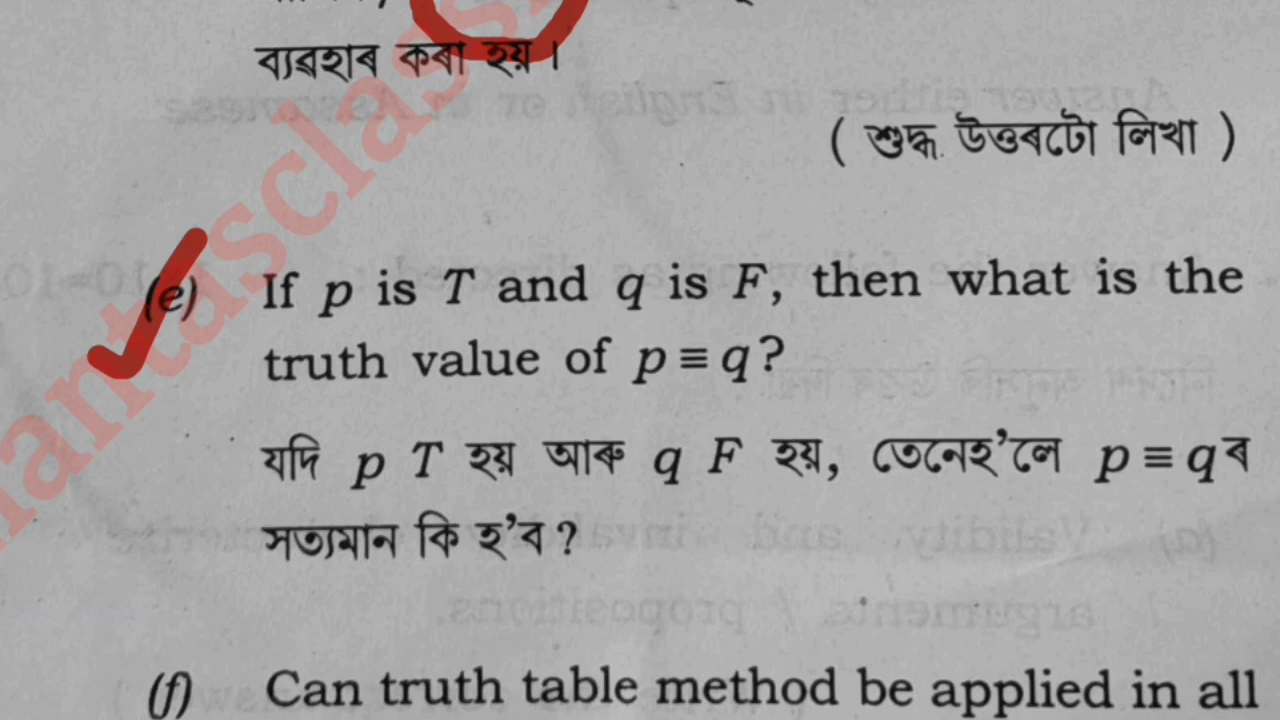 ব্যৱহাৰ কৰা হয়।
( শুদ্ধ উত্তৰটো লিখা )
(e) If p is T and q is F, then what is the
truth value of p ≡ q?
যদি p T হয় আৰু q F হয়, তেনেহ’লে p ≡ qৰ
সত্যমান কি হ’ব?
(f) Can truth table method be applied in all